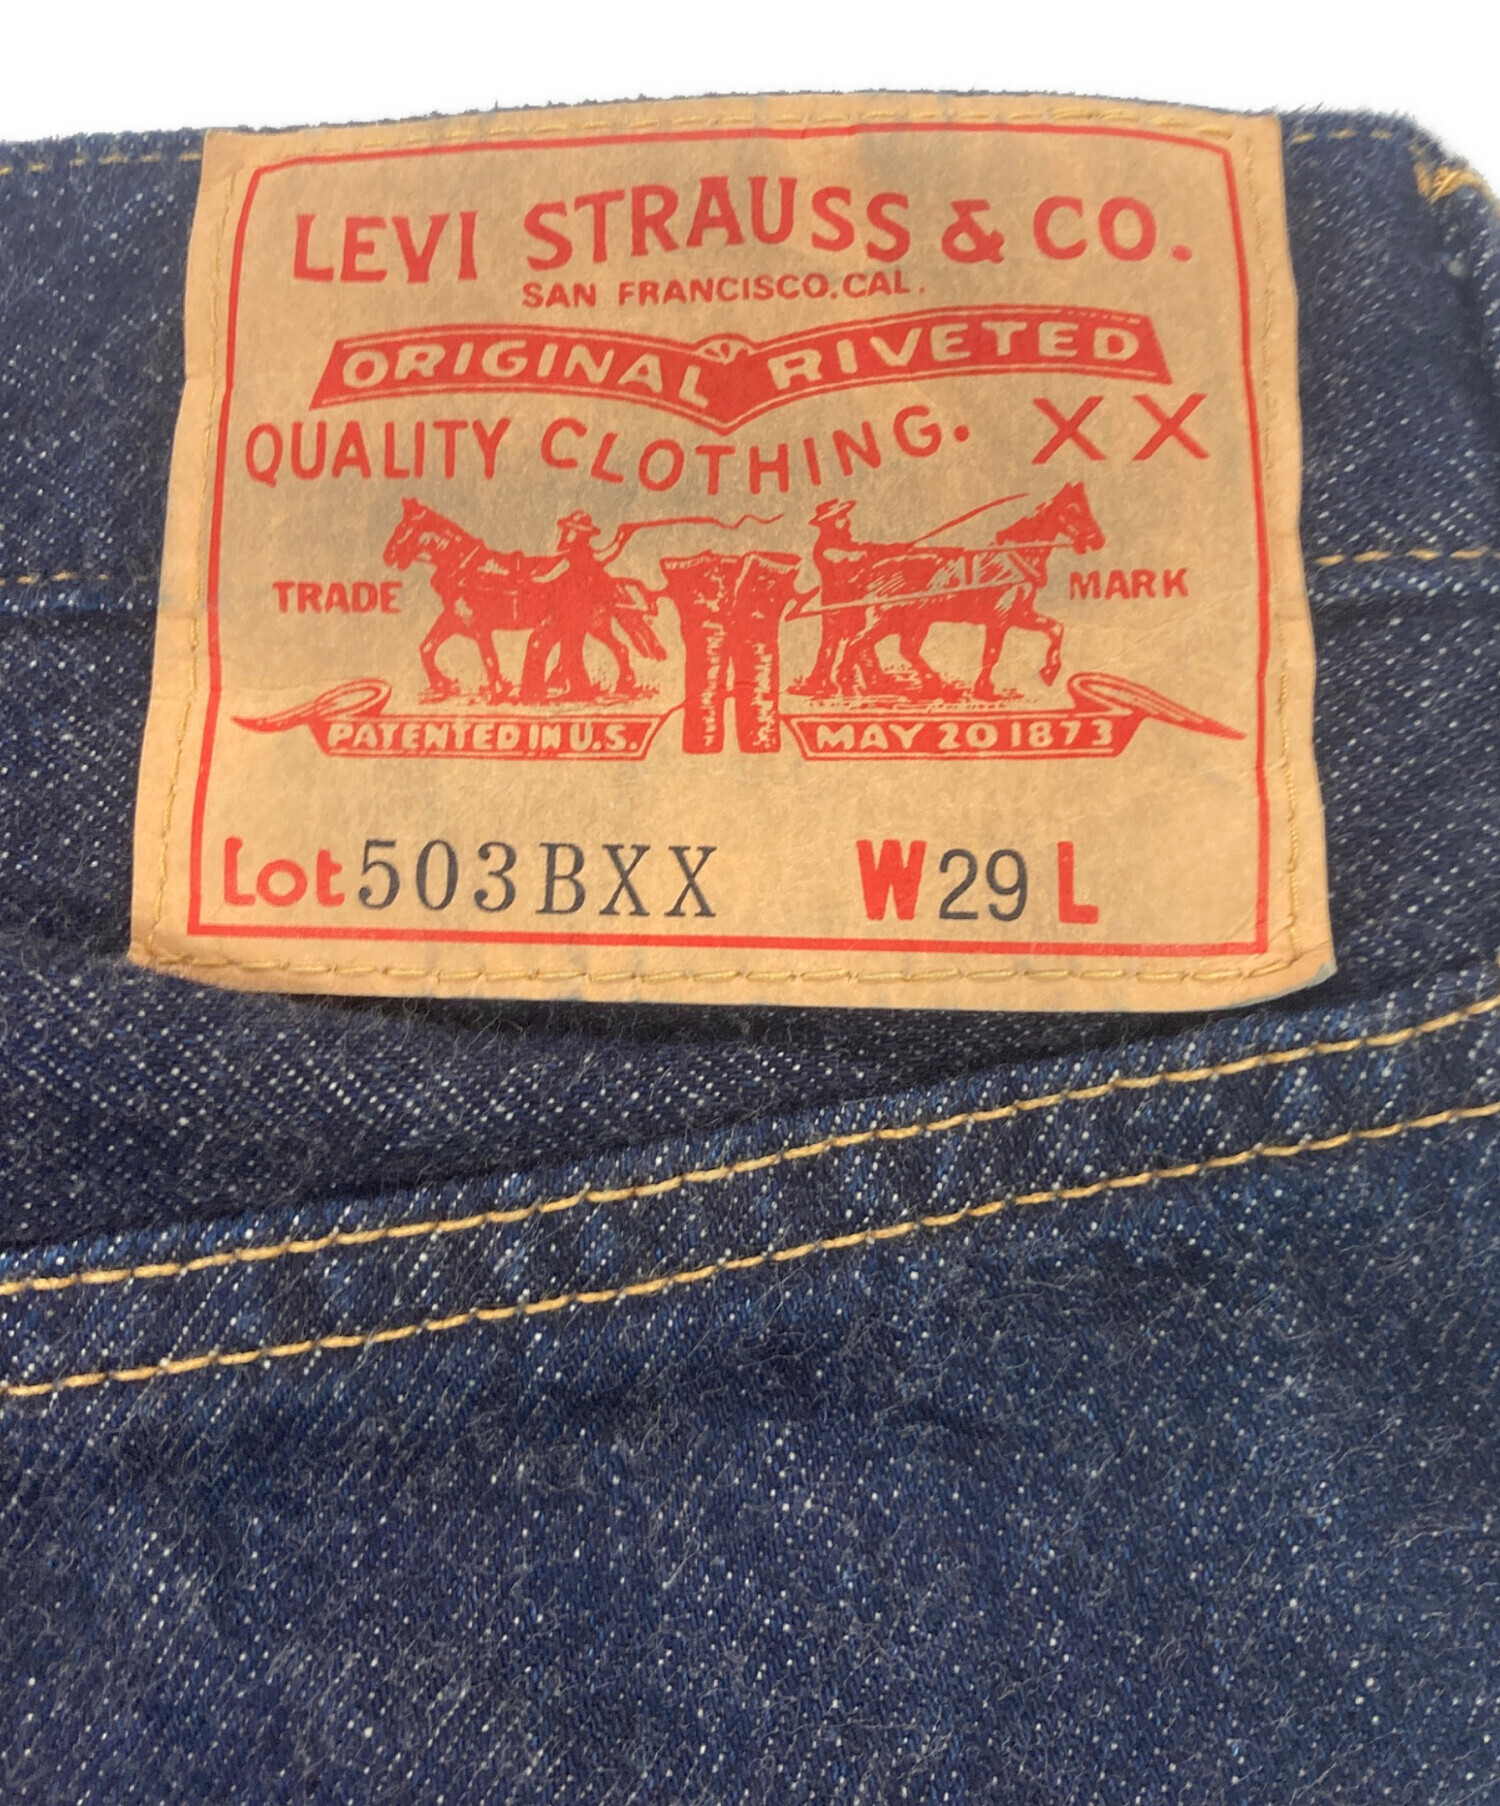 LEVI STRAUSS & CO.
SAN FRANCISCO. CAL.
ORIGINAL RIVETED
QUALITY CLOTHING. XX
TRADE MARK
PATENTED IN U.S. MAY 20 1873
Lot 503BXX W 29 L